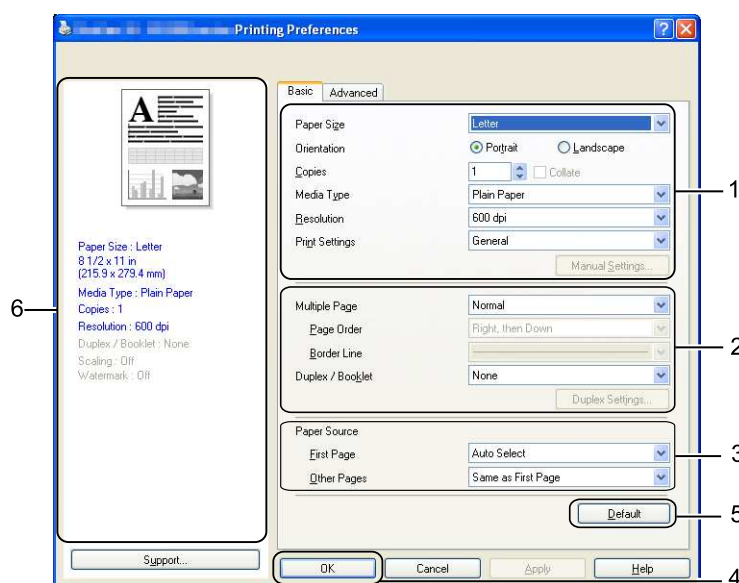 Printing Preferences
Basic Advanced
A
Paper Size Letter
Orientation Portrait Landscape
Copies 1 Collate
Media Type Plain Paper
Resolution 600 dpi
Print Settings General
Manual Settings...
1
Paper Size : Letter
8 1/2 x 11 in
(215.9 x 279.4 mm)
Media Type : Plain Paper
Copies : 1
Resolution : 600 dpi
Duplex / Booklet : None
Scaling : Off
Watermark : Off
6
Multiple Page Normal
Page Order Right, then Down
Border Line
Duplex / Booklet None
Duplex Settings...
2
Paper Source
First Page Auto Select
Other Pages Same as First Page
3
Default
5
Support...
OK Cancel Apply Help
4